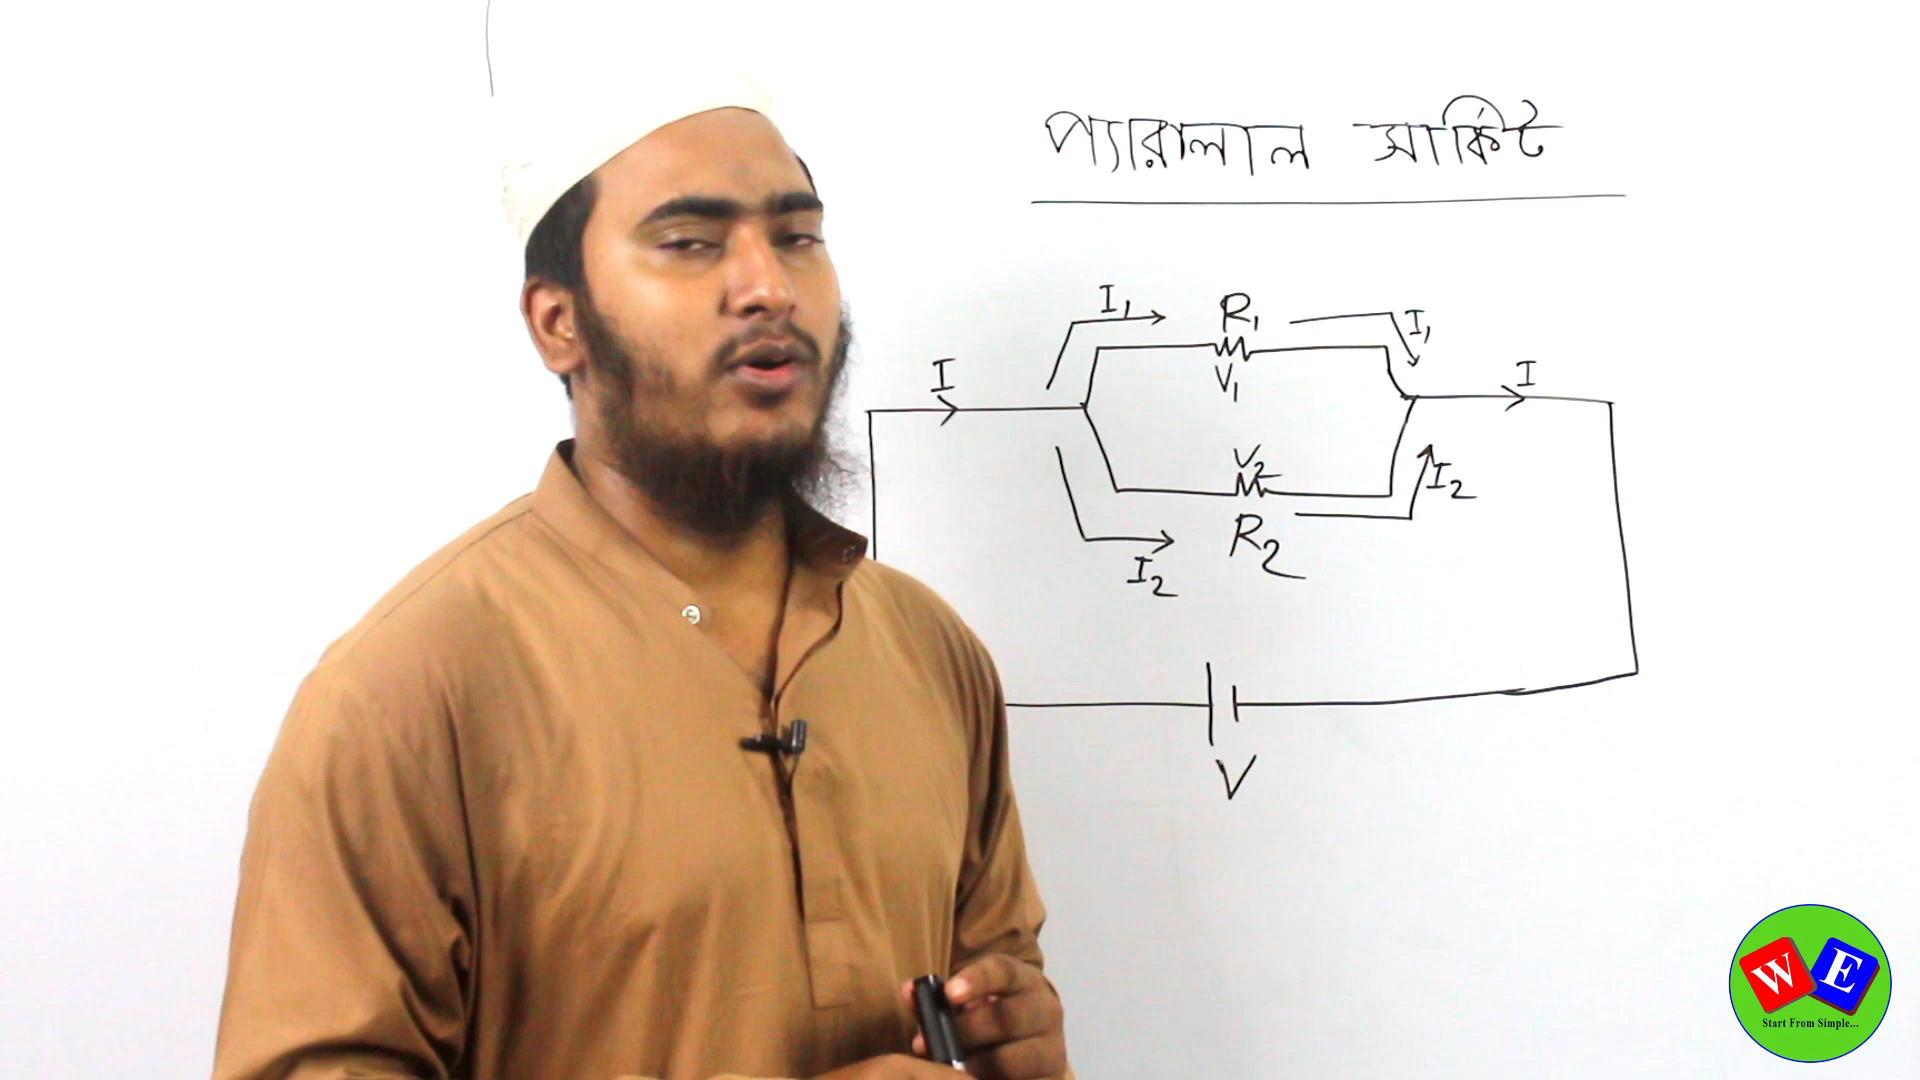 প্যারালাল সার্কিট
I₁
R₁
I₁
I
V₁
I
V₂
I₂
R₂
I₂
V
W E
Start From Simple...